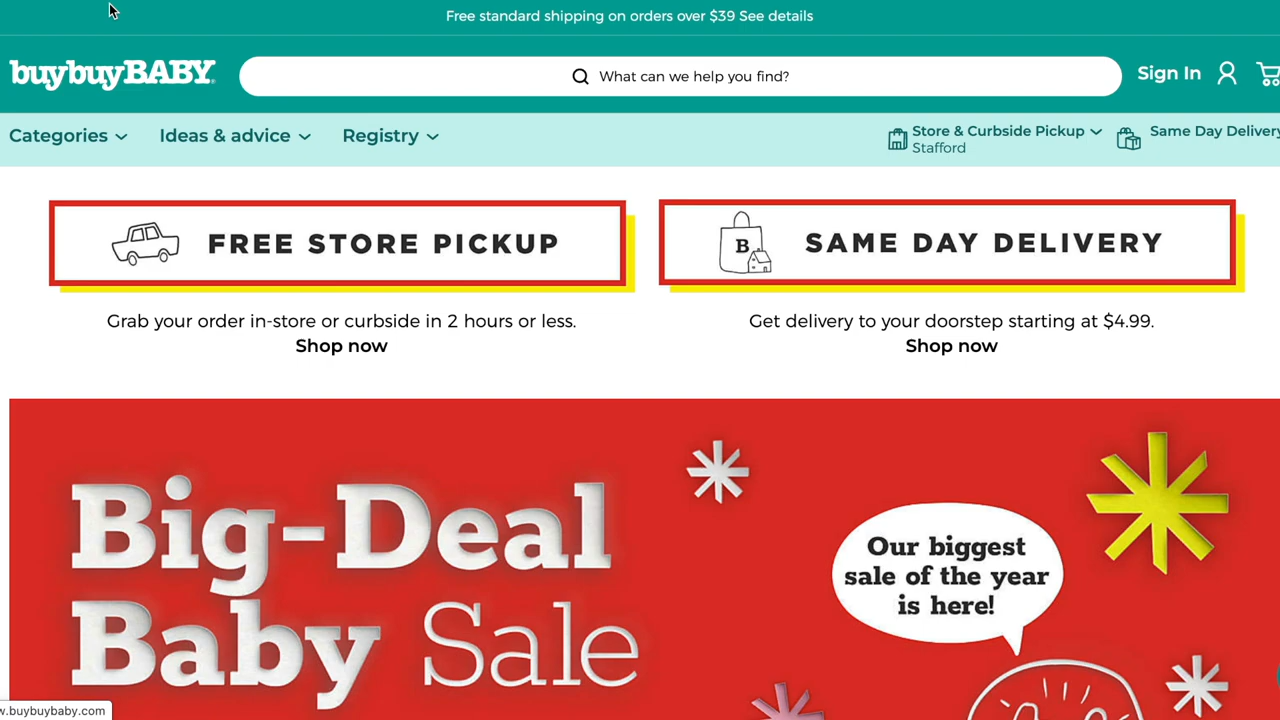 Free standard shipping on orders over $39 See details
buybuyBABY
What can we help you find?
Sign In
Categories
Ideas & advice
Registry
Store & Curbside Pickup
Stafford
Same Day Delivery
FREE STORE PICKUP
B
SAME DAY DELIVERY
Grab your order in-store or curbside in 2 hours or less.
Shop now
Get delivery to your doorstep starting at $4.99.
Shop now
Big-Deal
Baby Sale
Our biggest
sale of the year
is here!
w.buybuybaby.com